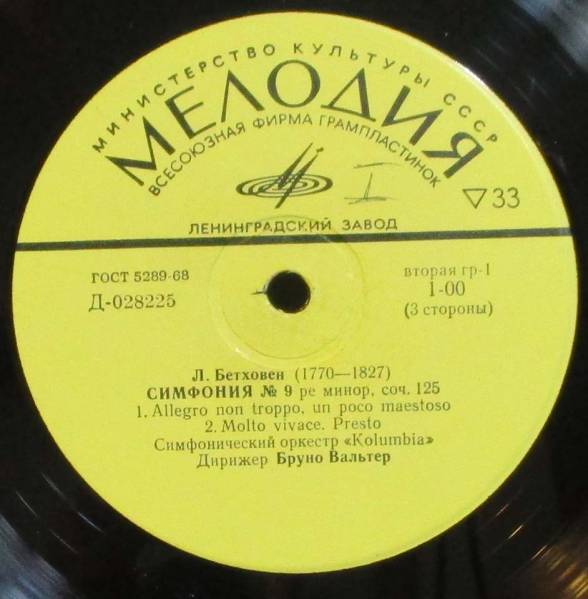 МИНИСТЕРСТВО КУЛЬТУРЫ СССР
МЕЛОДИЯ
ВСЕСОЮЗНАЯ ФИРМА ГРАМПЛАСТИНОК
I
▽33
ЛЕНИНГРАДСКИЙ ЗАВОД
ГОСТ 5289-68
Д-028225
вторая гр-1
1-00
(3 стороны)
Л. Бетховен (1770—1827)
СИМФОНИЯ № 9 ре минор, соч. 125
1. Allegro non troppo, un poco maestoso
2. Molto vivace. Presto
Симфонический оркестр «Kolumbia»
Дирижер Бруно Вальтер